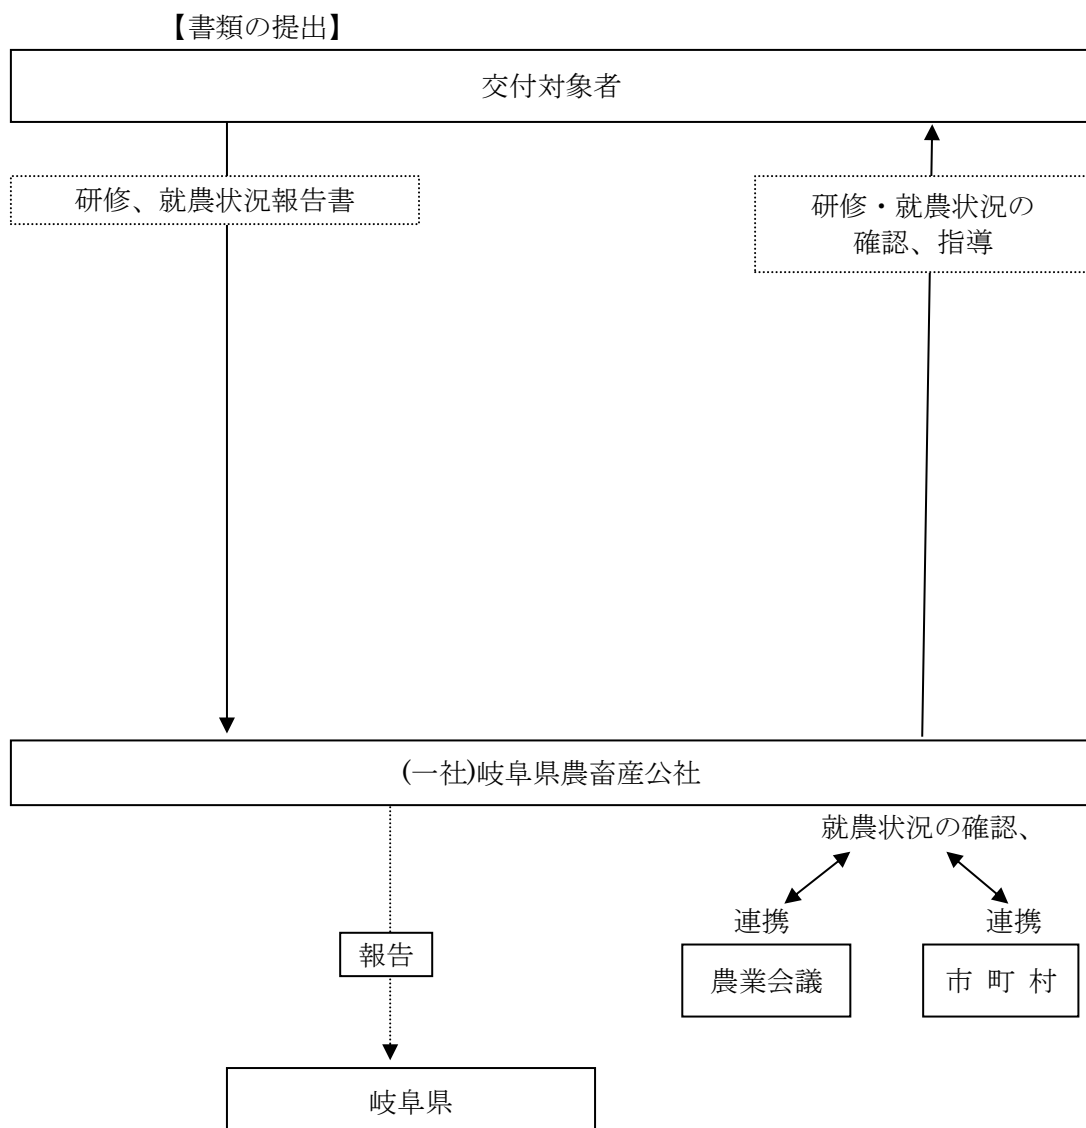 【書類の提出】
交付対象者
研修、就農状況報告書
研修・就農状況の
確認、指導
(一社)岐阜県農畜産公社
就農状況の確認、
連携
連携
報告
農業会議
市 町 村
岐阜県